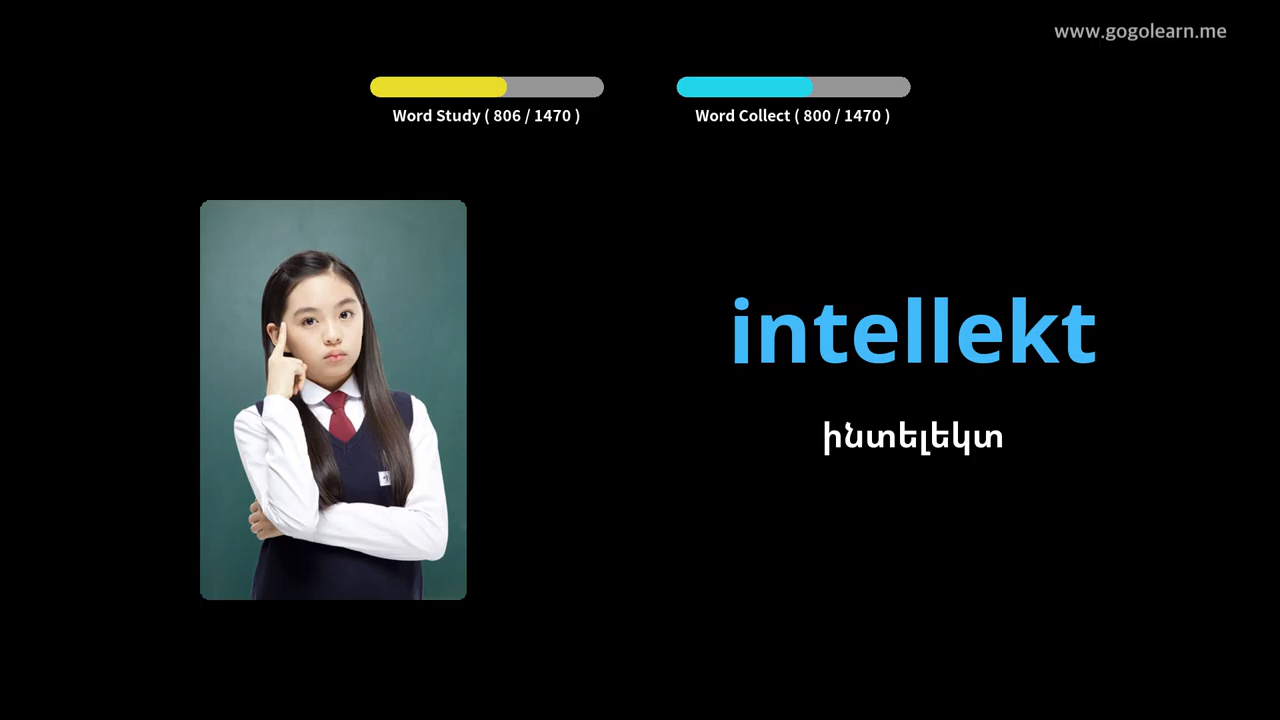 www.gogolearn.me
Word Study ( 806 / 1470 )
Word Collect ( 800 / 1470 )
intellekt
ինտելեկտ